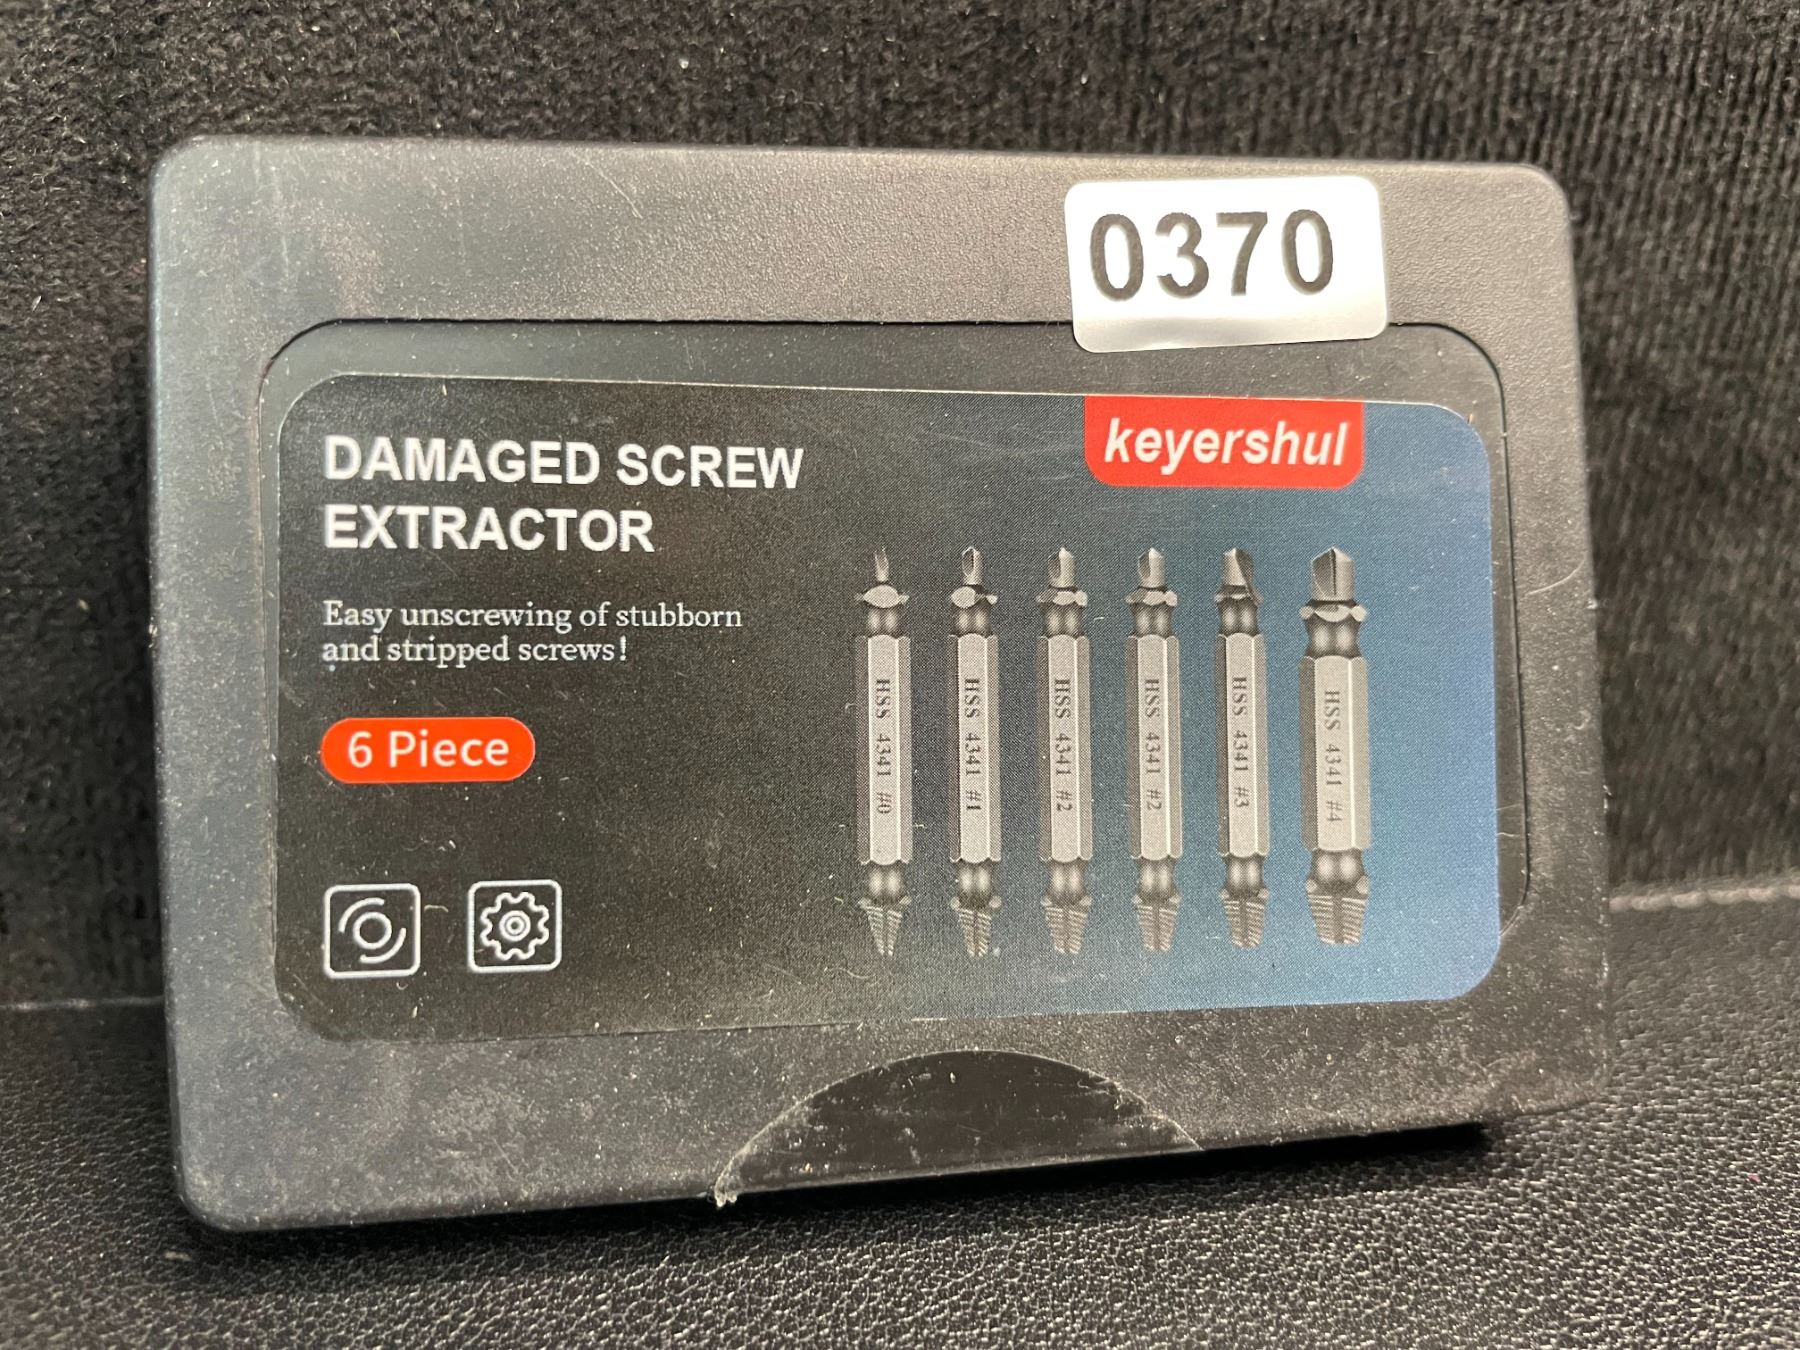 0370
keyershul
DAMAGED SCREW
EXTRACTOR
Easy unscrewing of stubborn
and stripped screws!
6 Piece
HSS 4341 #0
HSS 4341 #1
HSS 4341 #2
HSS 4341 #2
HSS 4341 #3
HSS 4341 #4